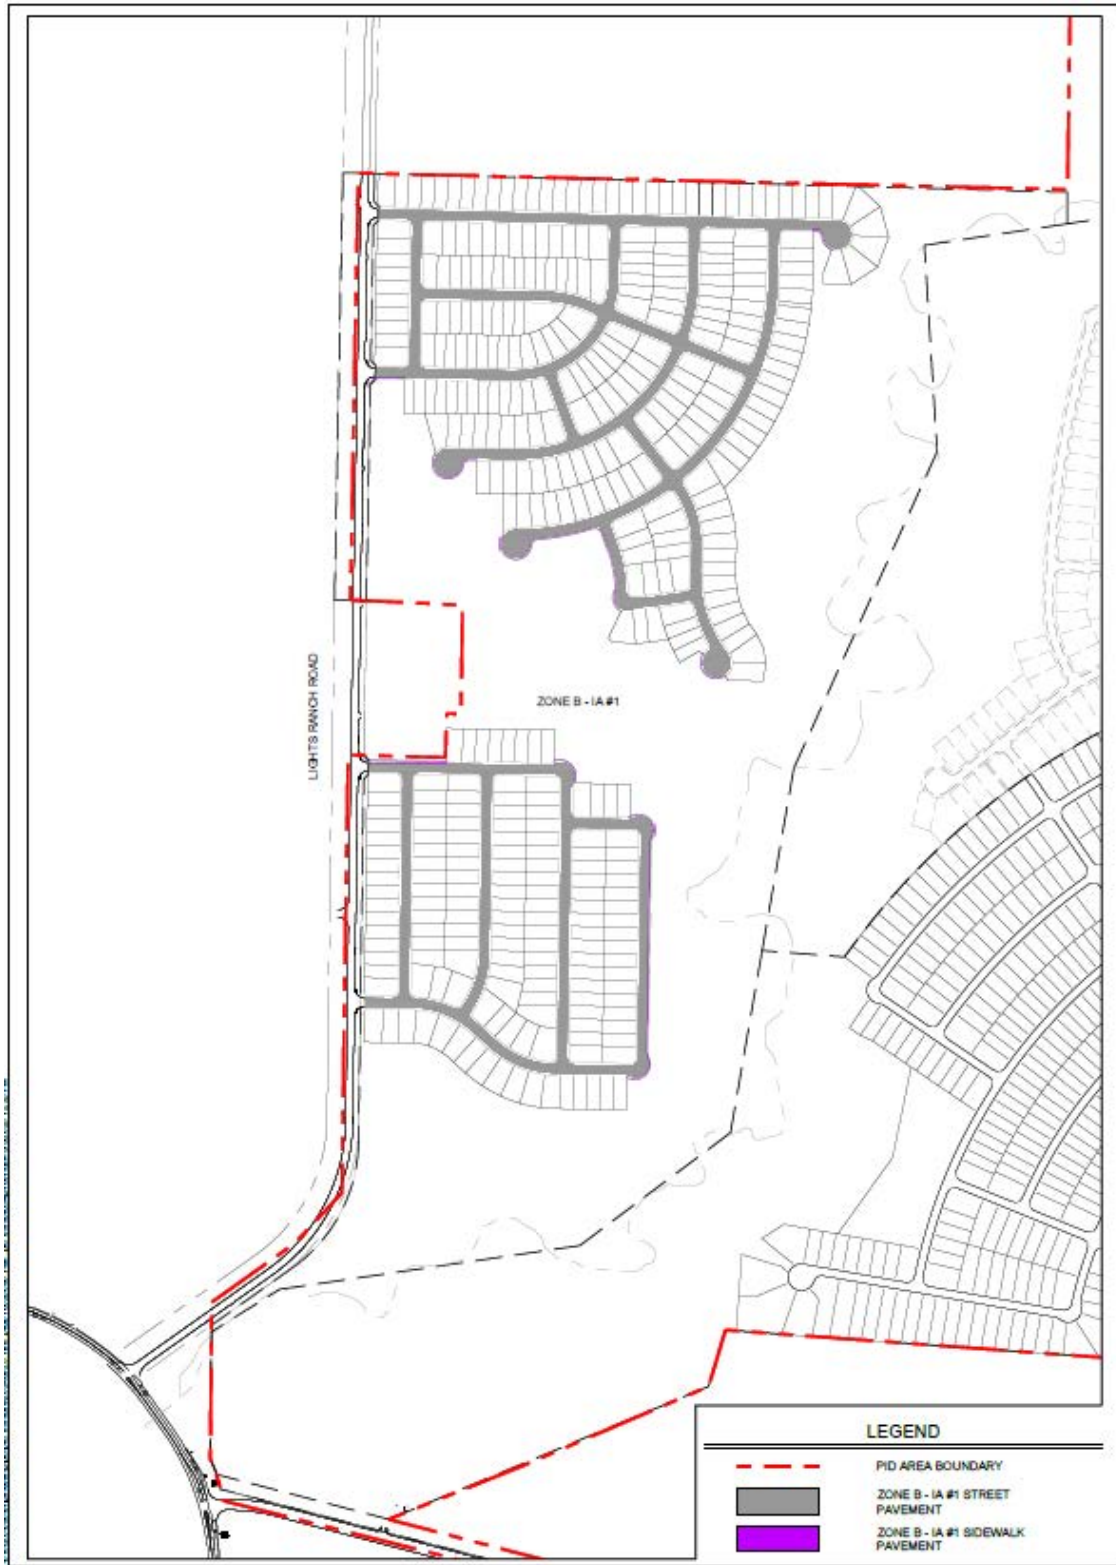 LIGHTS RANCH ROAD
ZONE B - IA #1
LEGEND
PID AREA BOUNDARY
ZONE B - IA #1 STREET
PAVEMENT
ZONE B - IA #1 SIDEWALK
PAVEMENT